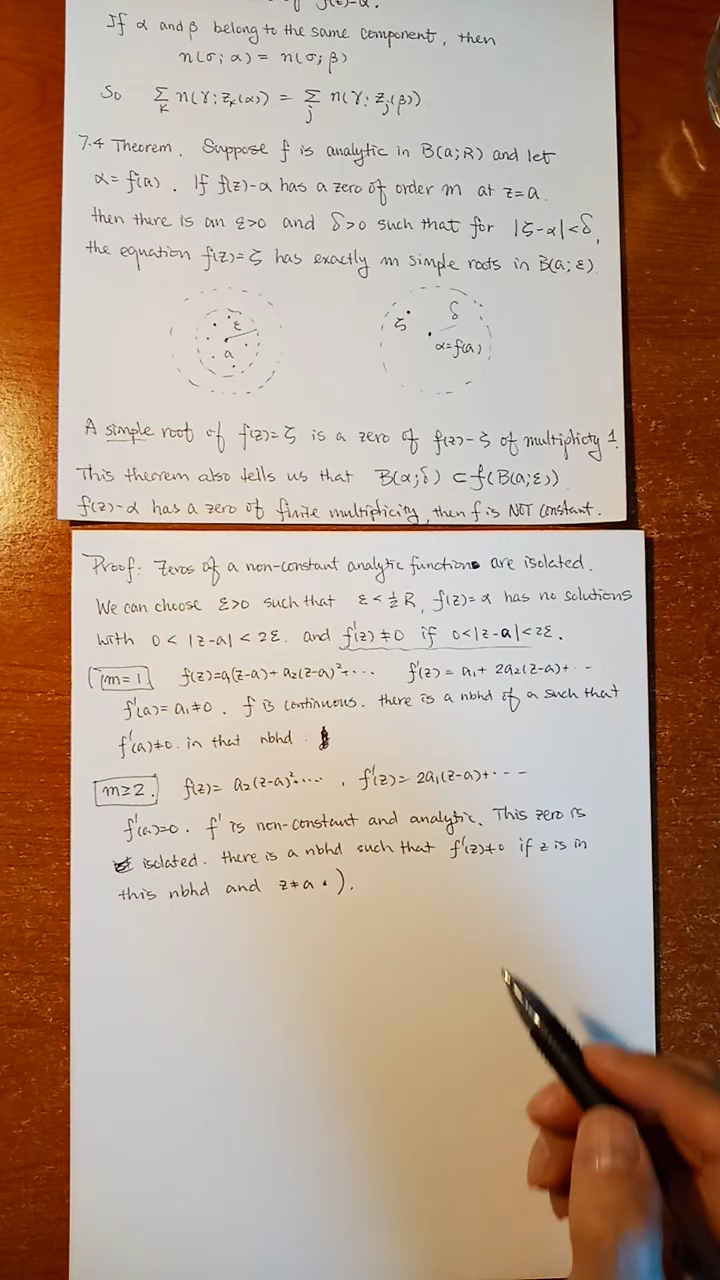 of f(z)-α.
If α and β belong to the same component, then
n(σ; α) = n(σ; β)
So ∑_k n(γ; z_k(α)) = ∑_j n(γ; z_j(β))
7.4 Theorem. Suppose f is analytic in B(a;R) and let
α=f(a). If f(z)-α has a zero of order m at z=a.
then there is an ε>0 and δ>0 such that for |ζ-α|<δ,
the equation f(z)=ζ has exactly m simple roots in B(a;ε)
ε
a
ζ
δ
α=f(a)
A simple root of f(z)=ζ is a zero of f(z)-ζ of multiplicty 1.
This theorem also tells us that B(α;δ) ⊂ f(B(a;ε))
f(z)-α has a zero of finite multiplicity, then f is NOT constant.
Proof: Zeros of a non-constant analytic function are isolated.
We can choose ε>0 such that ε<½R, f(z)=α has no solutions
with 0<|z-a|<2ε. and f'(z)≠0 if 0<|z-a|<2ε.
(m=1 f(z)=a₁(z-a)+a₂(z-a)²+··· f'(z)=a₁+2a₂(z-a)+···
f'(a)=a₁≠0. f is continuous. there is a nbhd of a such that
f'(a)≠0. in that nbhd.
m≥2. f(z)= a₂(z-a)²+····, f'(z)=2a₁(z-a)+---
f'(a)=0. f' is non-constant and analytic. This zero is
isolated. there is a nbhd such that f'(z)≠0 if z is in
this nbhd and z≠a.).